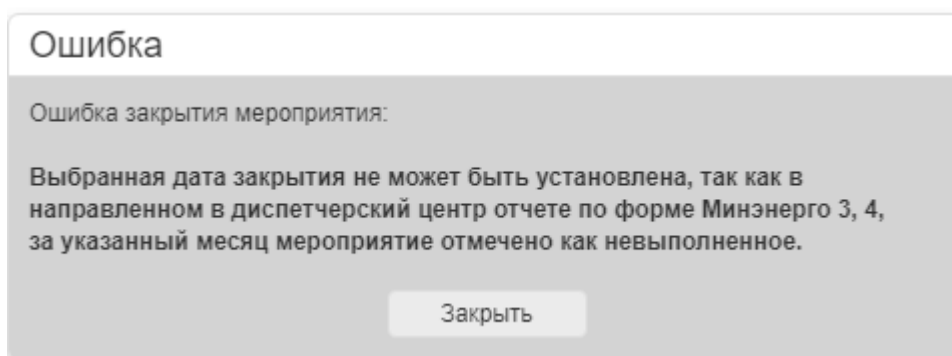 Ошибка
Ошибка закрытия мероприятия:
Выбранная дата закрытия не может быть установлена, так как в
направленном в диспетчерский центр отчете по форме Минэнерго 3, 4,
за указанный месяц мероприятие отмечено как невыполненное.
Закрыть